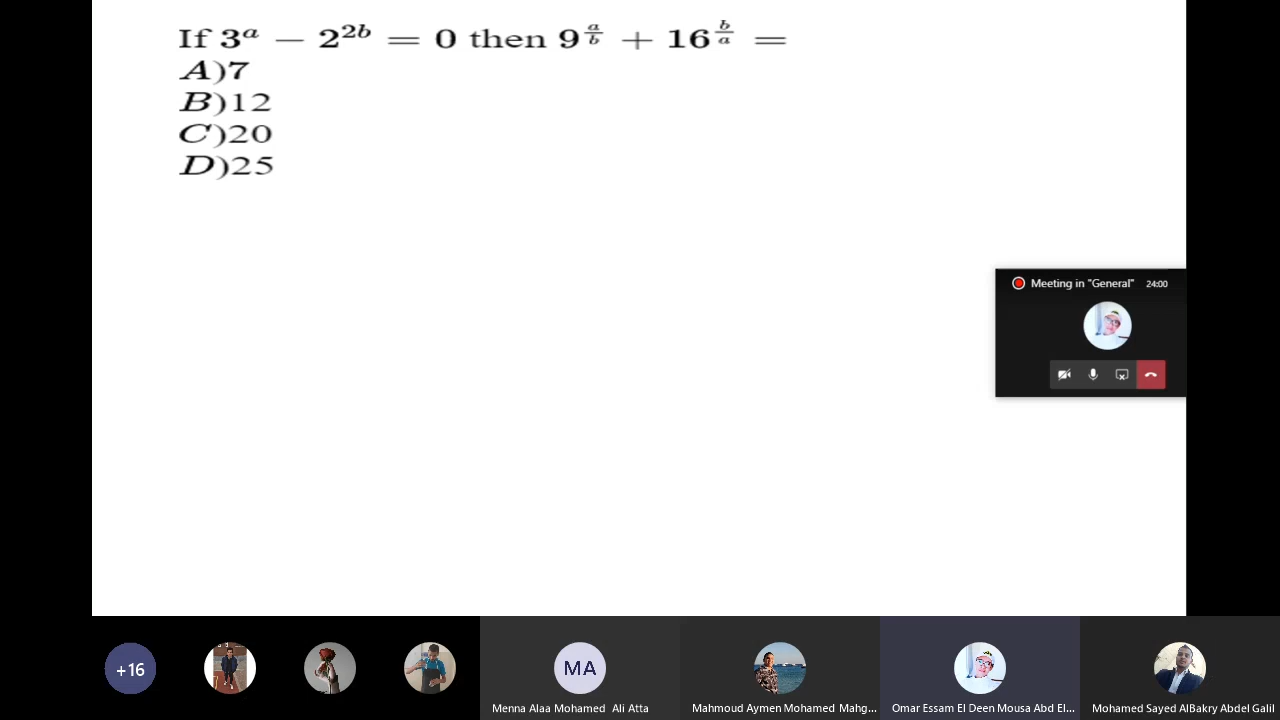 If 3^a − 2^{2b} = 0 then 9^{a/b} + 16^{b/a} =
A)7
B)12
C)20
D)25
Meeting in "General" 24:00
+16
MA
Menna Alaa Mohamed Ali Atta
Mahmoud Aymen Mohamed Mahg...
Omar Essam El Deen Mousa Abd El...
Mohamed Sayed AlBakry Abdel Galil